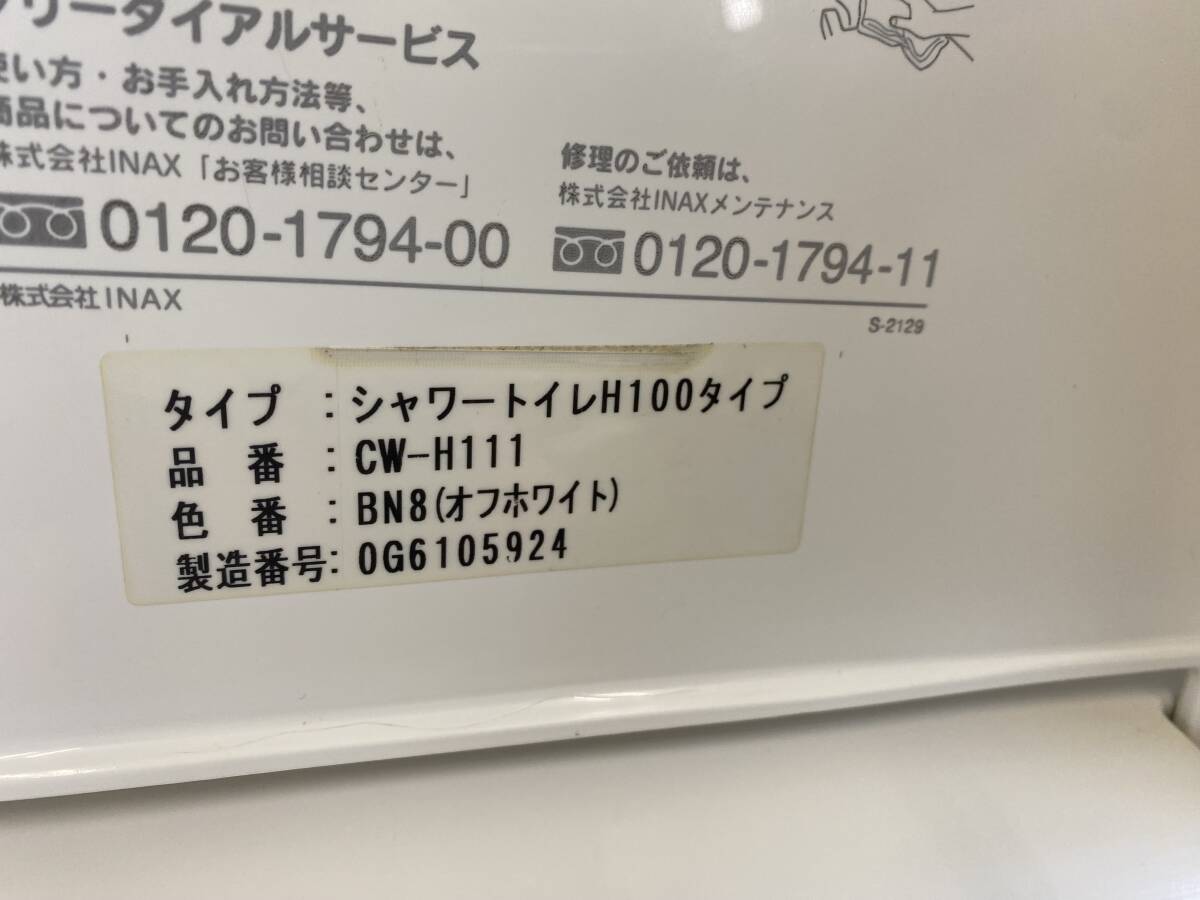 フリーダイアルサービス
使い方・お手入れ方法等、
商品についてのお問い合わせは、
株式会社INAX「お客様相談センター」
0120-1794-00
修理のご依頼は、
株式会社INAXメンテナンス
0120-1794-11
株式会社INAX
S-2129
タイプ：シャワートイレH100タイプ
品番：CW-H111
色番：BN8(オフホワイト)
製造番号：0G6105924